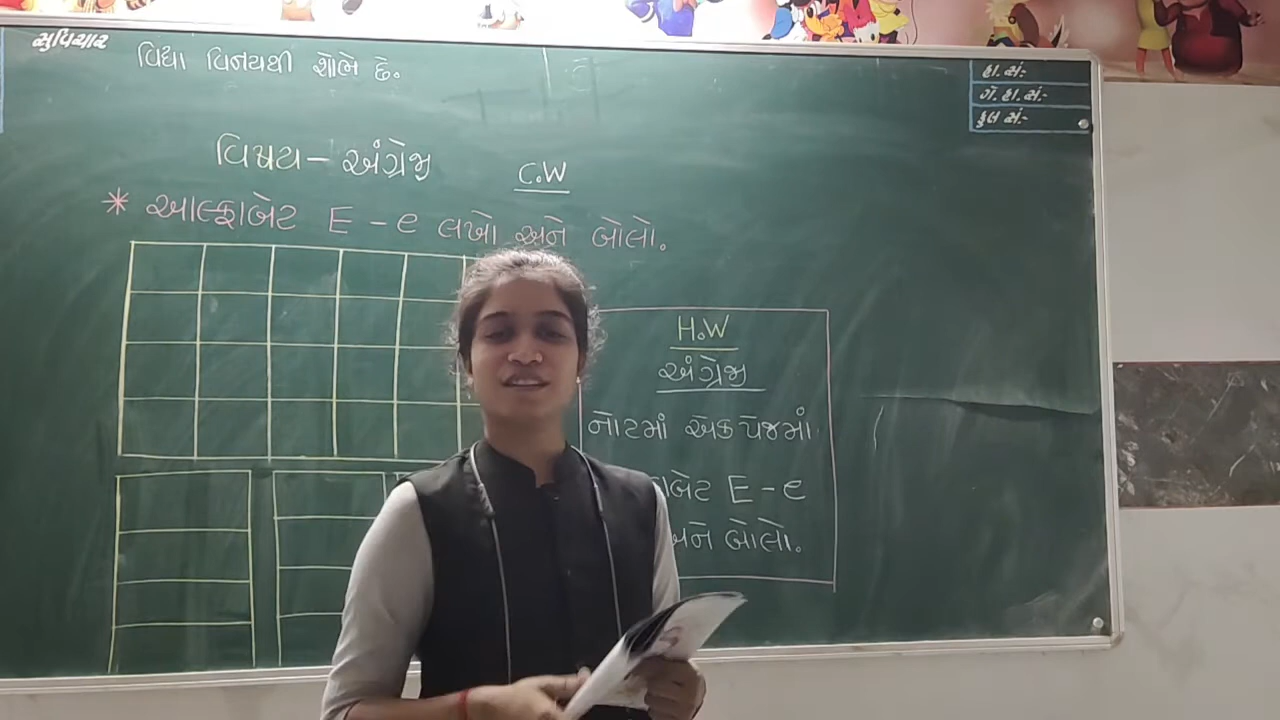 સુવિચાર
વિદ્યા વિનયથી શોભે છે.
હા.સં:-
ગે.હા.સં:-
કુલ સં:-
વિષય - અંગ્રેજી
C.W
* આલ્ફાબેટ E - e લખો અને બોલો.
H.W
અંગ્રેજી
નોટમાં એક પેજમાં
બેટ E - e
અને બોલો.